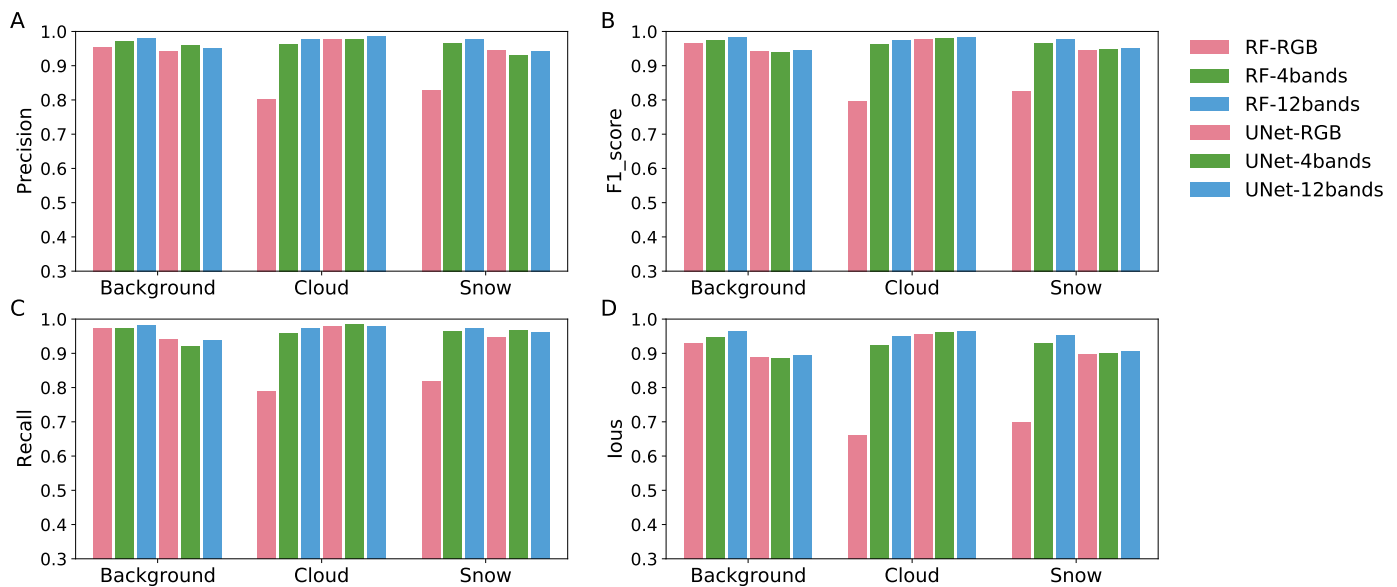 A
1.0
0.9
0.8
0.7
0.6
0.5
0.4
0.3
Precision
Background Cloud Snow
B
1.0
0.9
0.8
0.7
0.6
0.5
0.4
0.3
F1_score
Background Cloud Snow
RF-RGB
RF-4bands
RF-12bands
UNet-RGB
UNet-4bands
UNet-12bands
C
1.0
0.9
0.8
0.7
0.6
0.5
0.4
0.3
Recall
Background Cloud Snow
D
1.0
0.9
0.8
0.7
0.6
0.5
0.4
0.3
Ious
Background Cloud Snow